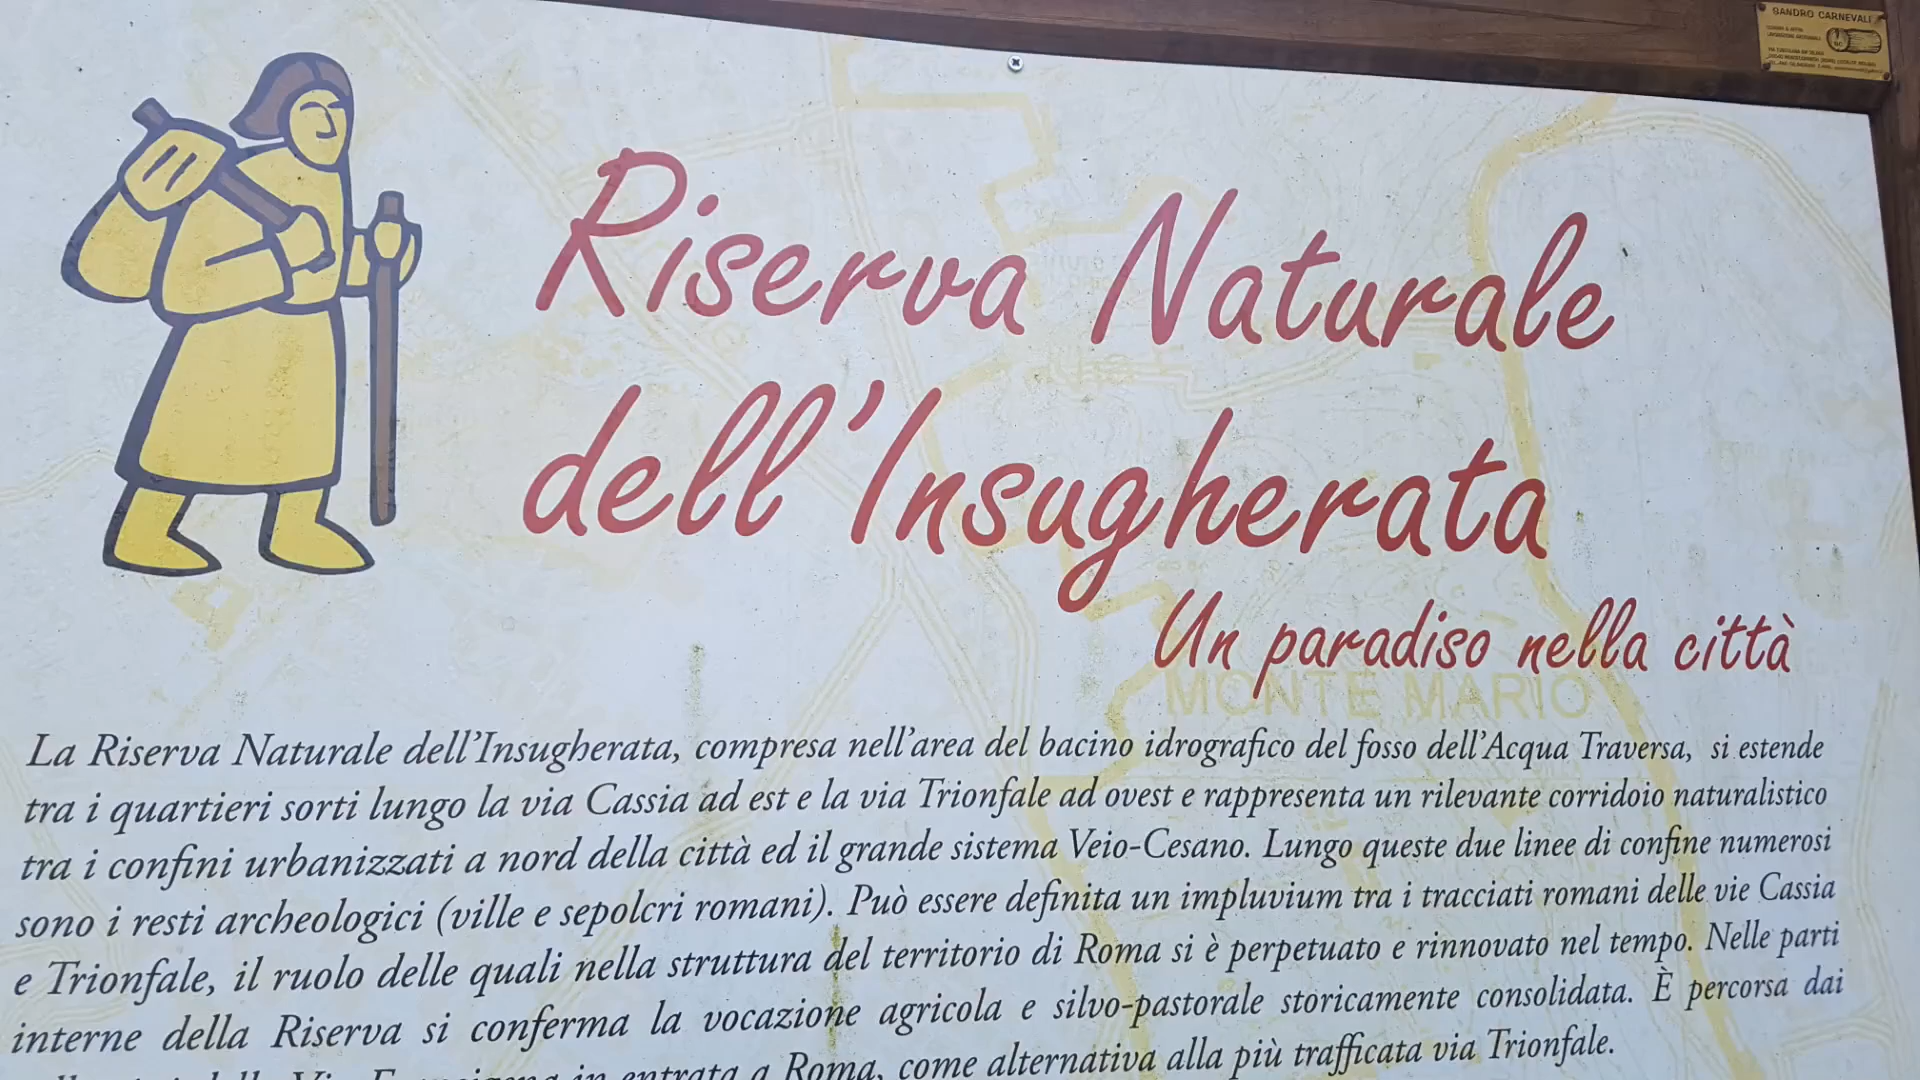 SANDRO CARNEVALI
Riserva Naturale
dell'Insugherata
Un paradiso nella città
MONTE MARIO
La Riserva Naturale dell'Insugherata, compresa nell'area del bacino idrografico del fosso dell'Acqua Traversa, si estende
tra i quartieri sorti lungo la via Cassia ad est e la via Trionfale ad ovest e rappresenta un rilevante corridoio naturalistico
tra i confini urbanizzati a nord della città ed il grande sistema Veio-Cesano. Lungo queste due linee di confine numerosi
sono i resti archeologici (ville e sepolcri romani). Può essere definita un impluvium tra i tracciati romani delle vie Cassia
e Trionfale, il ruolo delle quali nella struttura del territorio di Roma si è perpetuato e rinnovato nel tempo. Nelle parti
interne della Riserva si conferma la vocazione agricola e silvo-pastorale storicamente consolidata. È percorsa dai
in entrata a Roma, come alternativa alla più trafficata via Trionfale.